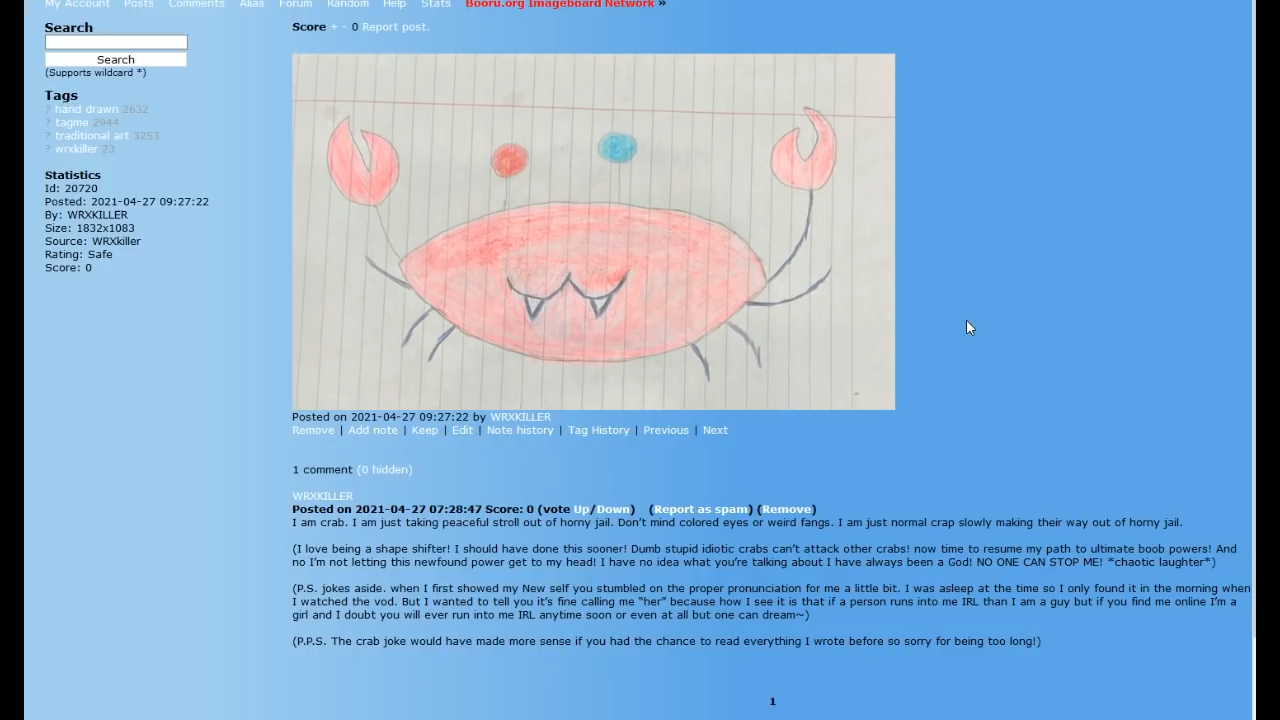 My Account Posts Comments Alias Forum Random Help Stats Booru.org Imageboard Network »
Search
Search
(Supports wildcard *)
Tags
? hand drawn 2632
? tagme 2944
? traditional art 3253
? wrxkiller 23
Statistics
Id: 20720
Posted: 2021-04-27 09:27:22
By: WRXKILLER
Size: 1832x1083
Source: WRXkiller
Rating: Safe
Score: 0
Score + - 0 Report post.
Posted on 2021-04-27 09:27:22 by WRXKILLER
Remove | Add note | Keep | Edit | Note history | Tag History | Previous | Next
1 comment (0 hidden)
WRXKILLER
Posted on 2021-04-27 07:28:47 Score: 0 (vote Up/Down) (Report as spam) (Remove)
I am crab. I am just taking peaceful stroll out of horny jail. Don't mind colored eyes or weird fangs. I am just normal crap slowly making their way out of horny jail.
(I love being a shape shifter! I should have done this sooner! Dumb stupid idiotic crabs can't attack other crabs! now time to resume my path to ultimate boob powers! And
no I'm not letting this newfound power get to my head! I have no idea what you're talking about I have always been a God! NO ONE CAN STOP ME! *chaotic laughter*)
(P.S. jokes aside. when I first showed my New self you stumbled on the proper pronunciation for me a little bit. I was asleep at the time so I only found it in the morning when
I watched the vod. But I wanted to tell you it's fine calling me "her" because how I see it is that if a person runs into me IRL than I am a guy but if you find me online I'm a
girl and I doubt you will ever run into me IRL anytime soon or even at all but one can dream~)
(P.P.S. The crab joke would have made more sense if you had the chance to read everything I wrote before so sorry for being too long!)
1